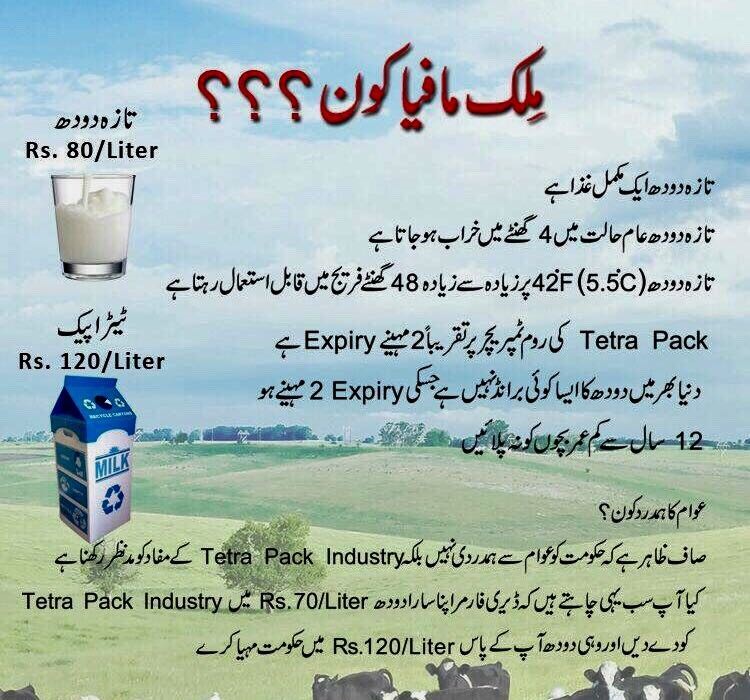 مِلک مافیا کون ؟؟؟
تازہ دودھ
Rs. 80/Liter
تازہ دودھ ایک مکمل غذا ہے
تازہ دودھ عام حالت میں 4 گھنٹے میں خراب ہو جاتا ہے
تازہ دودھ 42°F (5.5°C) پر زیادہ سے زیادہ 48 گھنٹے فریج میں قابل استعمال رہتا ہے
ٹیٹرا پیک
Rs. 120/Liter
RECYCLE CARTONS
MILK
Tetra Pack کی روم ٹمپریچر پر تقریباً 2 مہینے Expiry ہے
دنیا بھر میں دودھ کا ایسا کوئی برانڈ نہیں ہے جسکی Expiry 2 مہینے ہو
12 سال سے کم عمر بچوں کو نہ پلائیں
عوام کا ہمدرد کون؟
صاف ظاہر ہے کہ حکومت کو عوام سے ہمدردی نہیں بلکہ Tetra Pack Industry کے مفاد کو مدنظر رکھنا ہے
کیا آپ سب یہی چاہتے ہیں کہ ڈیری فارمر اپنا سارا دودھ Rs.70/Liter میں Tetra Pack Industry
کو دے دیں اور وہی دودھ آپ کے پاس Rs.120/Liter میں حکومت مہیا کرے